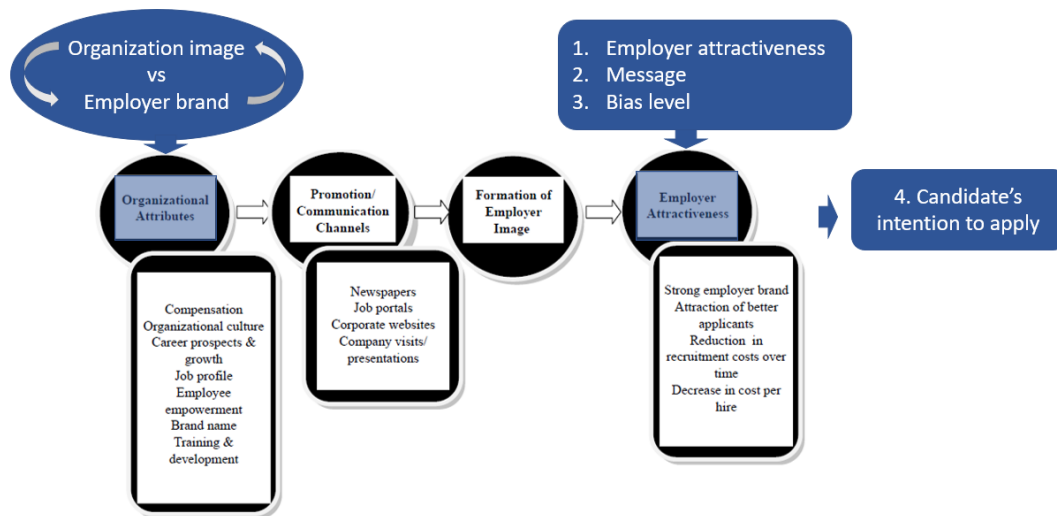 Organization image
vs
Employer brand
1. Employer attractiveness
2. Message
3. Bias level
Organizational
Attributes
Promotion/
Communication
Channels
Formation of
Employer
Image
Employer
Attractiveness
4. Candidate’s
intention to apply
Compensation
Organizational culture
Career prospects &
growth
Job profile
Employee
empowerment
Brand name
Training &
development
Newspapers
Job portals
Corporate websites
Company visits/
presentations
Strong employer brand
Attraction of better
applicants
Reduction in
recruitment costs over
time
Decrease in cost per
hire